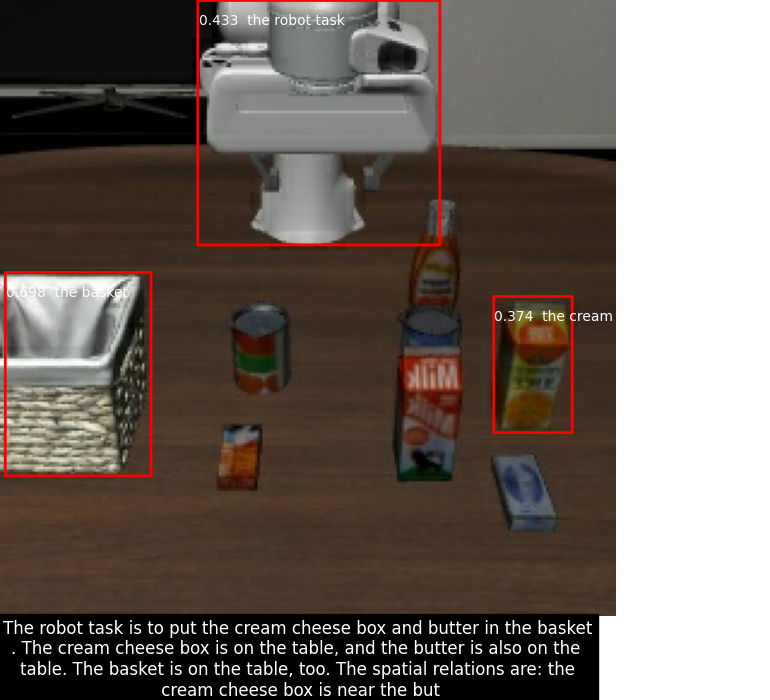 0.433 the robot task
0.698 the basket
0.374 the cream
Milk
Milk
The robot task is to put the cream cheese box and butter in the basket
. The cream cheese box is on the table, and the butter is also on the
table. The basket is on the table, too. The spatial relations are: the
cream cheese box is near the but